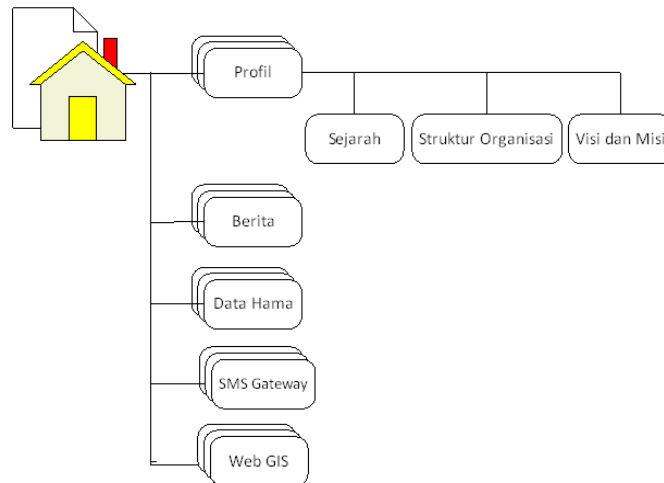 Profil
Sejarah
Struktur Organisasi
Visi dan Misi
Berita
Data Hama
SMS Gateway
Web GIS